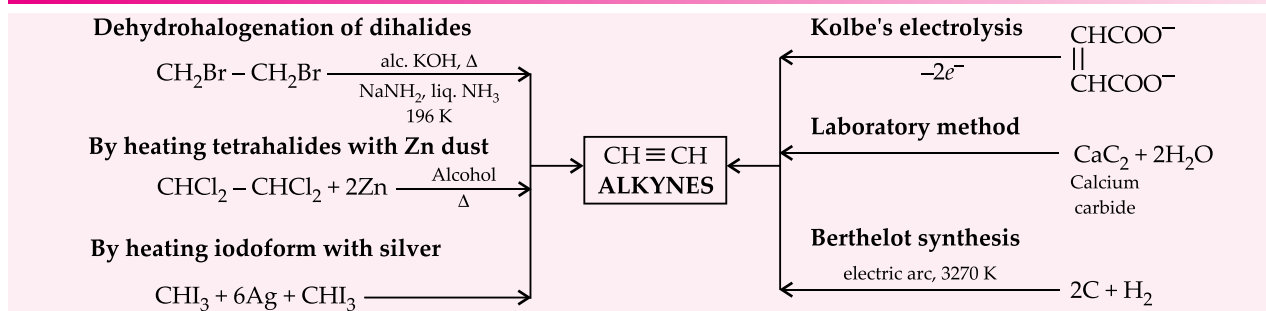 Dehydrohalogenation of dihalides
CH₂Br – CH₂Br
alc. KOH, Δ
NaNH₂, liq. NH₃
196 K
By heating tetrahalides with Zn dust
CHCl₂ – CHCl₂ + 2Zn
Alcohol
Δ
By heating iodoform with silver
CHI₃ + 6Ag + CHI₃
CH ≡ CH
ALKYNES
Kolbe's electrolysis
–2e⁻
CHCOO⁻
||
CHCOO⁻
Laboratory method
CaC₂ + 2H₂O
Calcium
carbide
Berthelot synthesis
electric arc, 3270 K
2C + H₂